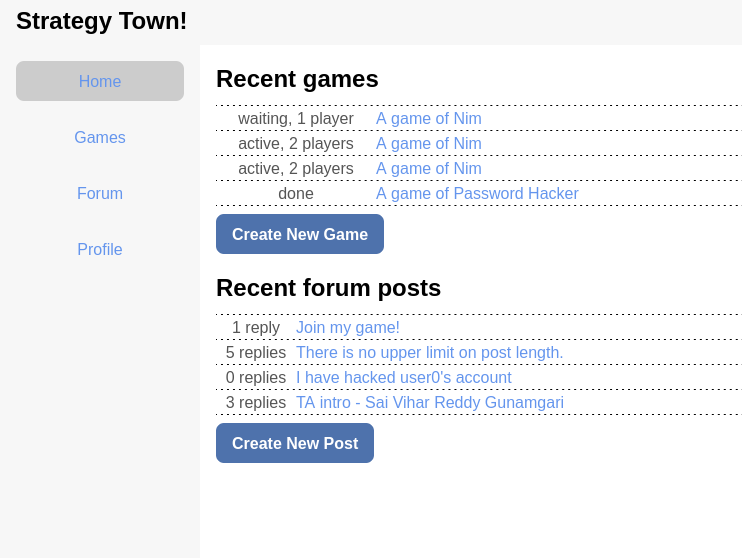 Strategy Town!
Home
Games
Forum
Profile
Recent games
waiting, 1 player A game of Nim
active, 2 players A game of Nim
active, 2 players A game of Nim
done A game of Password Hacker
Create New Game
Recent forum posts
1 reply Join my game!
5 replies There is no upper limit on post length.
0 replies I have hacked user0's account
3 replies TA intro - Sai Vihar Reddy Gunamgari
Create New Post